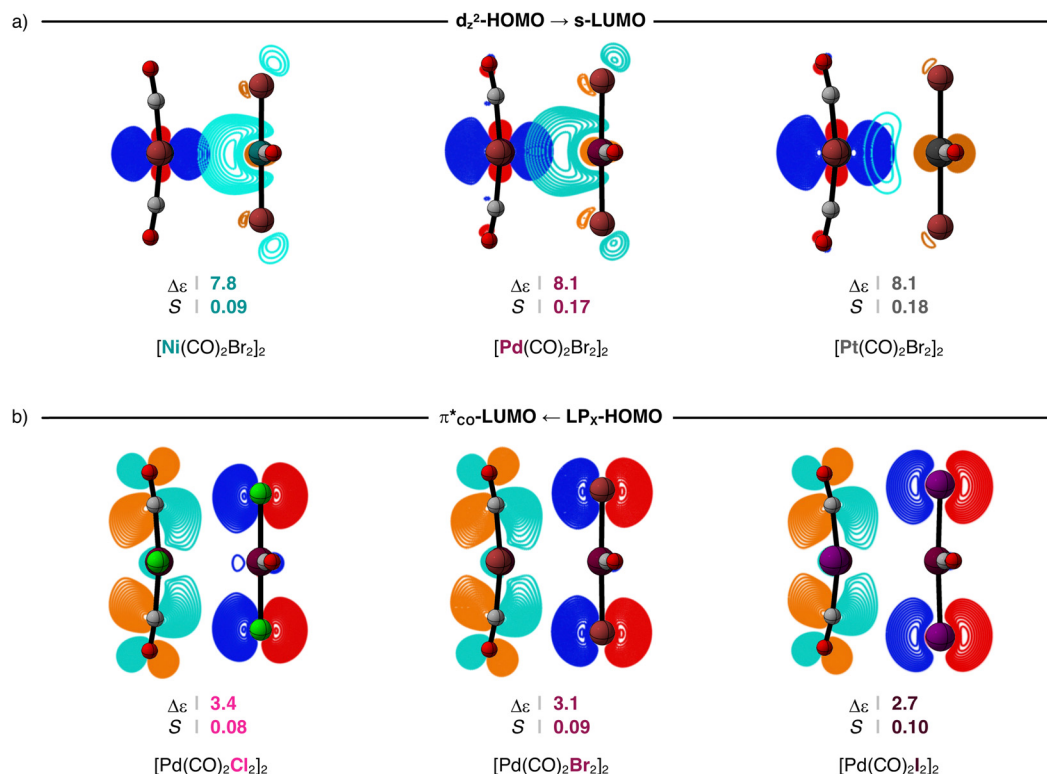 a) d_z²-HOMO → s-LUMO
Δε | 7.8
S | 0.09
[Ni(CO)₂Br₂]₂
Δε | 8.1
S | 0.17
[Pd(CO)₂Br₂]₂
Δε | 8.1
S | 0.18
[Pt(CO)₂Br₂]₂
b) π*_CO-LUMO ← LP_X-HOMO
Δε | 3.4
S | 0.08
[Pd(CO)₂Cl₂]₂
Δε | 3.1
S | 0.09
[Pd(CO)₂Br₂]₂
Δε | 2.7
S | 0.10
[Pd(CO)₂I₂]₂